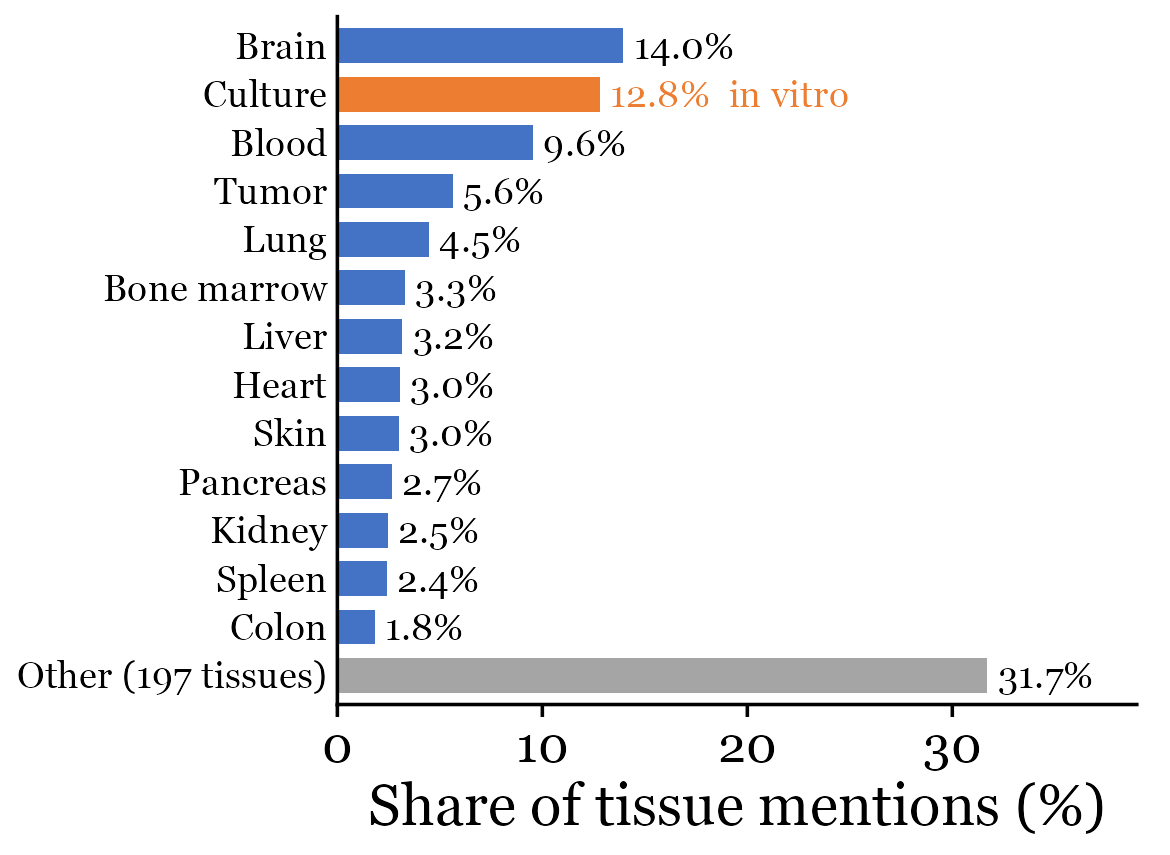 Brain 14.0%
Culture 12.8% in vitro
Blood 9.6%
Tumor 5.6%
Lung 4.5%
Bone marrow 3.3%
Liver 3.2%
Heart 3.0%
Skin 3.0%
Pancreas 2.7%
Kidney 2.5%
Spleen 2.4%
Colon 1.8%
Other (197 tissues) 31.7%
0 10 20 30
Share of tissue mentions (%)